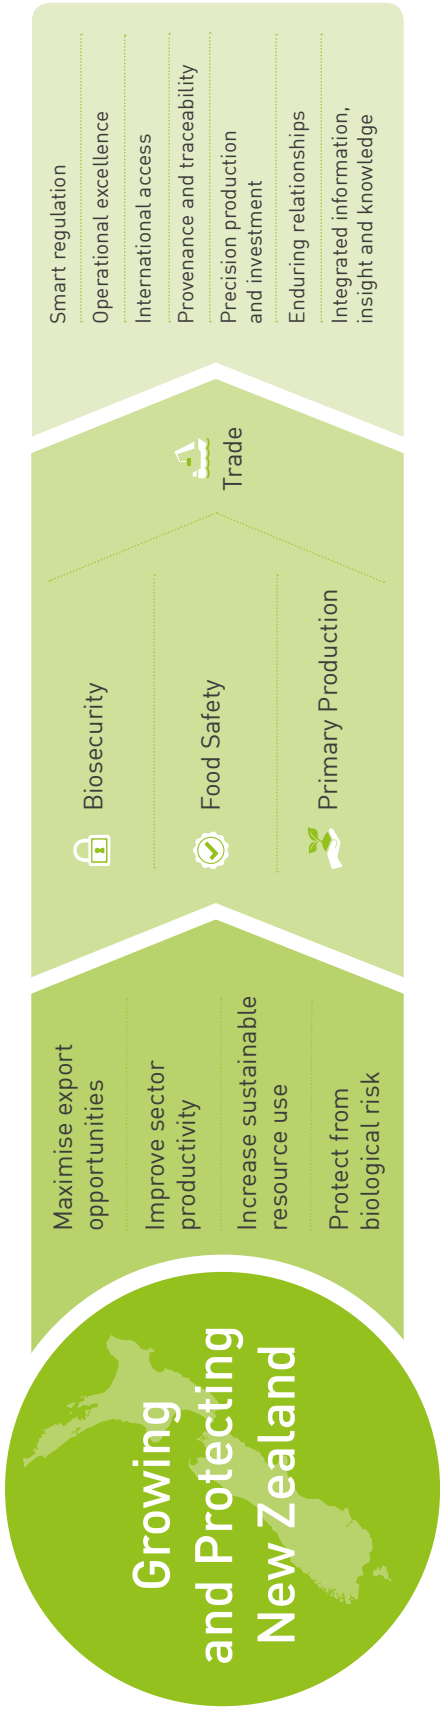 Growing
and Protecting
New Zealand
Maximise export
opportunities
Improve sector
productivity
Increase sustainable
resource use
Protect from
biological risk
Biosecurity
Food Safety
Primary Production
Trade
Smart regulation
Operational excellence
International access
Provenance and traceability
Precision production
and investment
Enduring relationships
Integrated information,
insight and knowledge